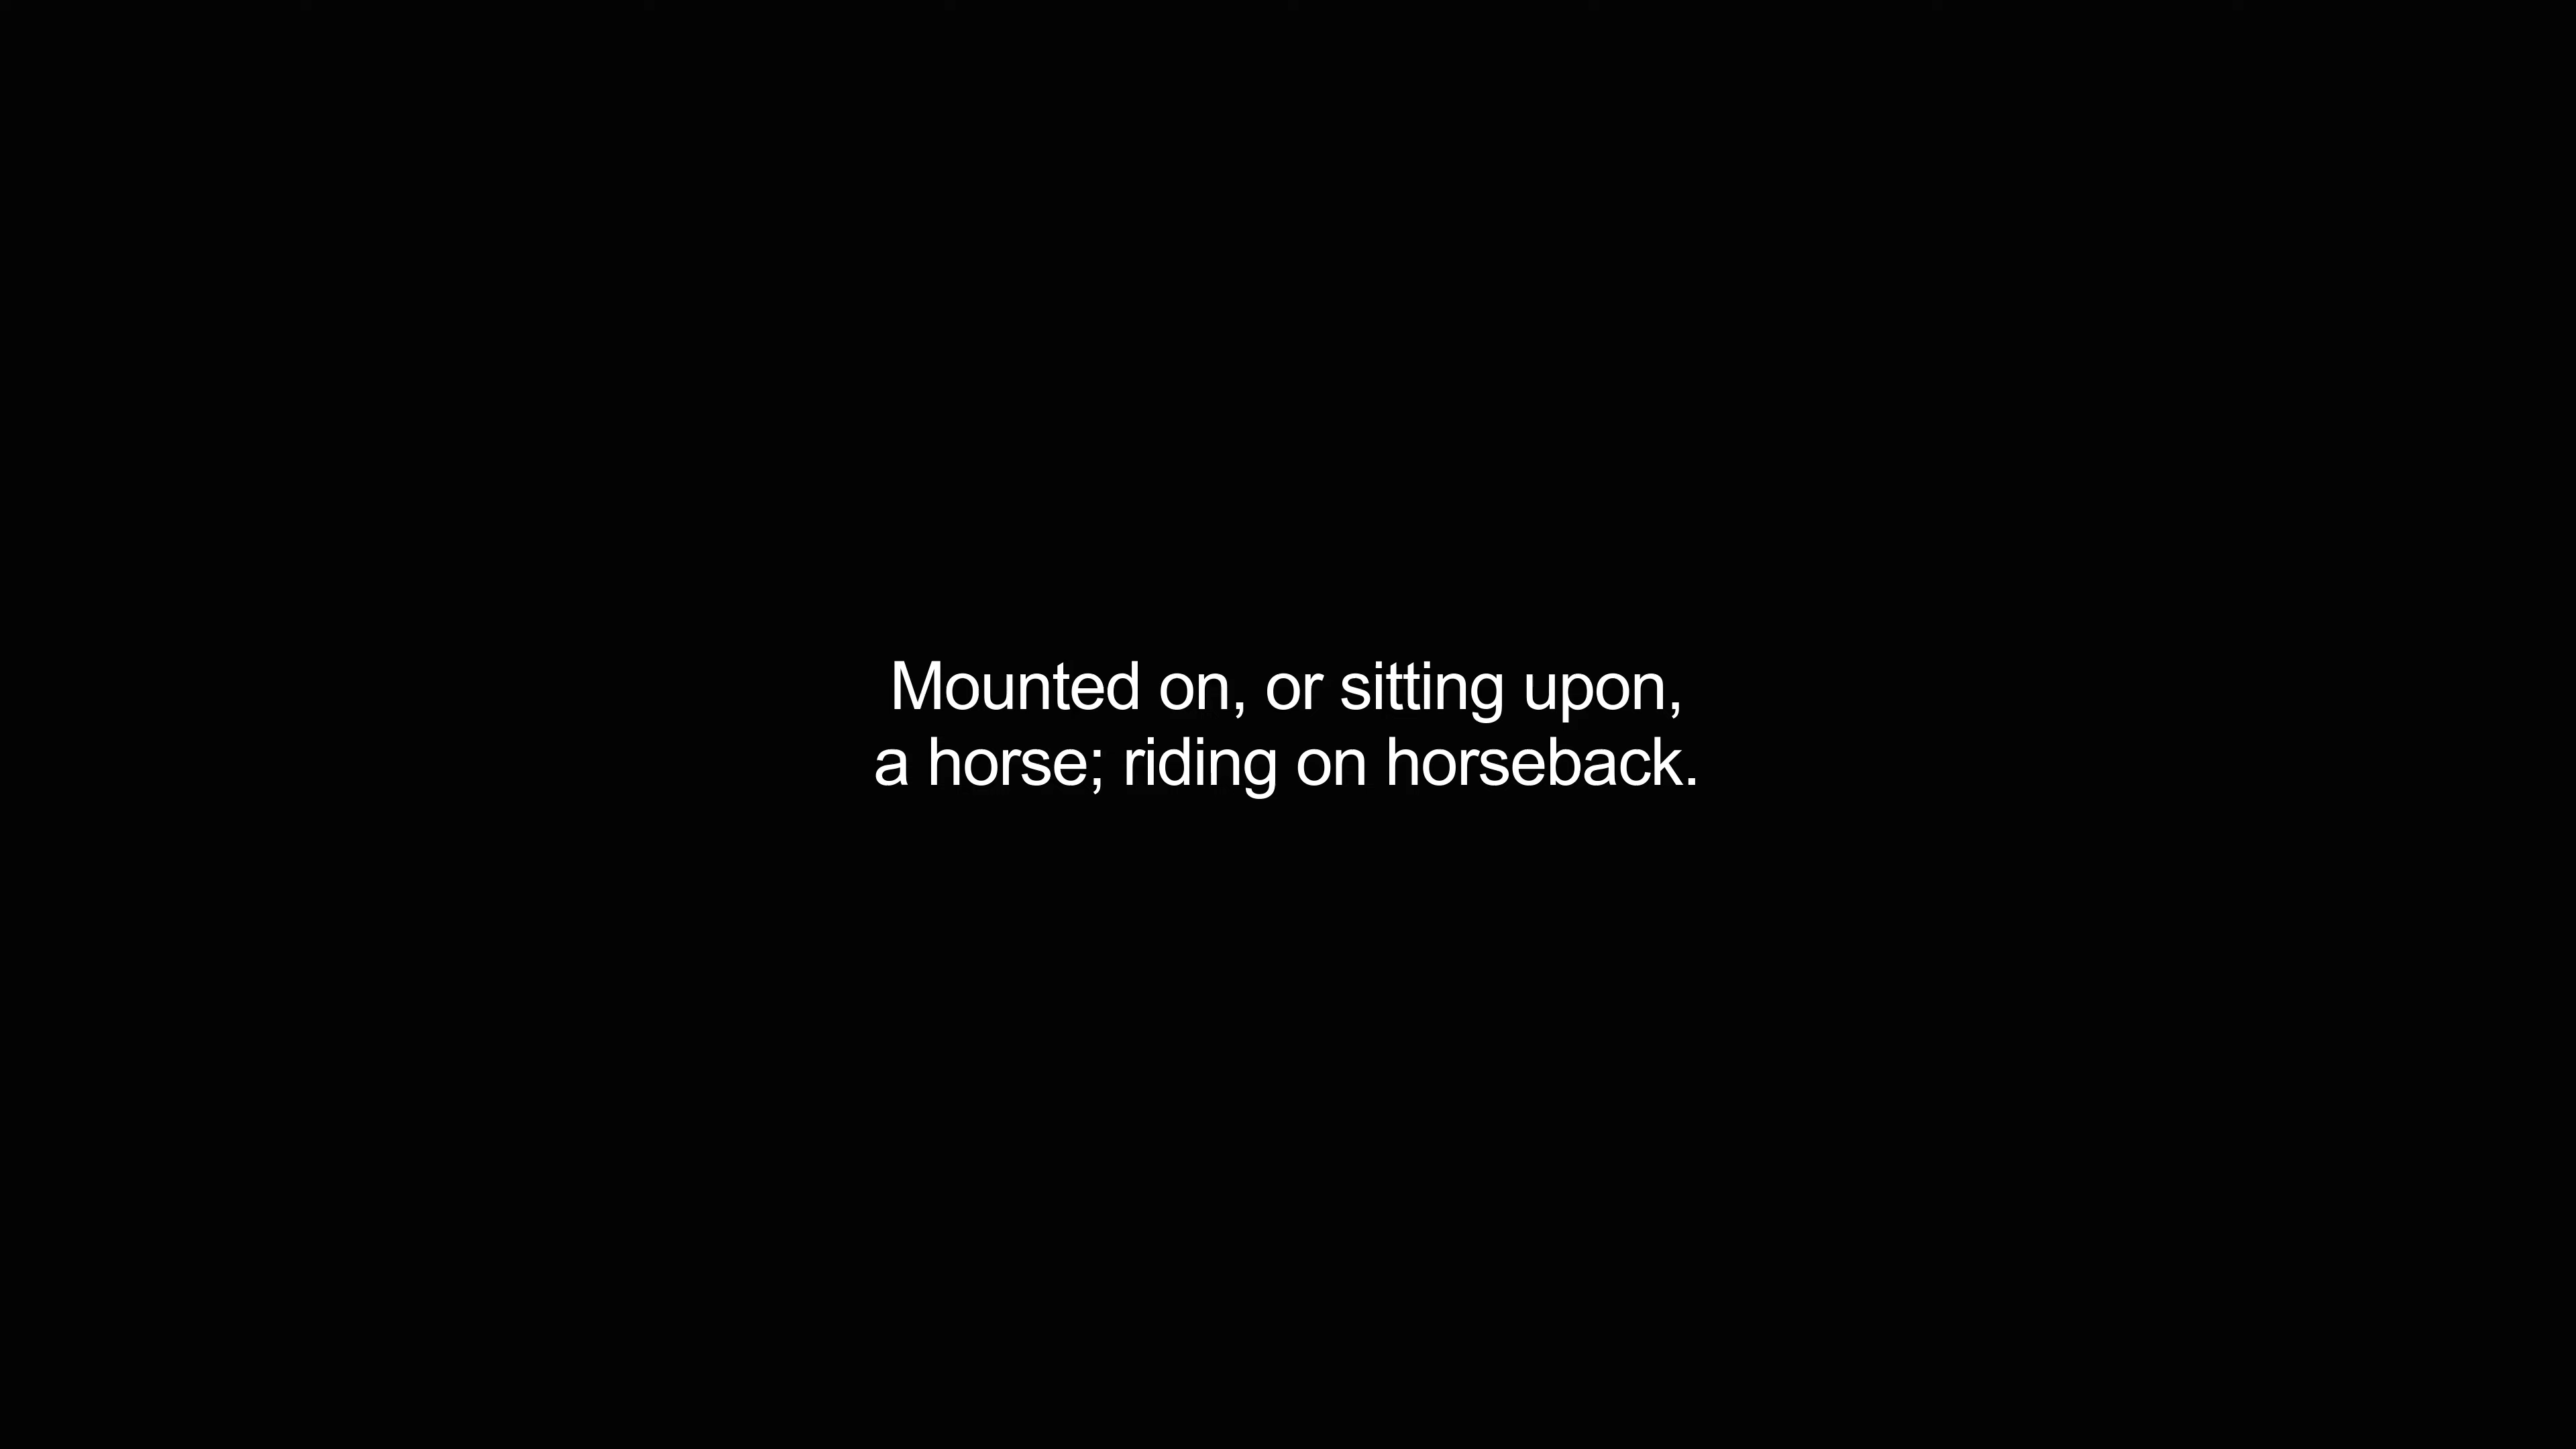 Mounted on, or sitting upon,
a horse; riding on horseback.